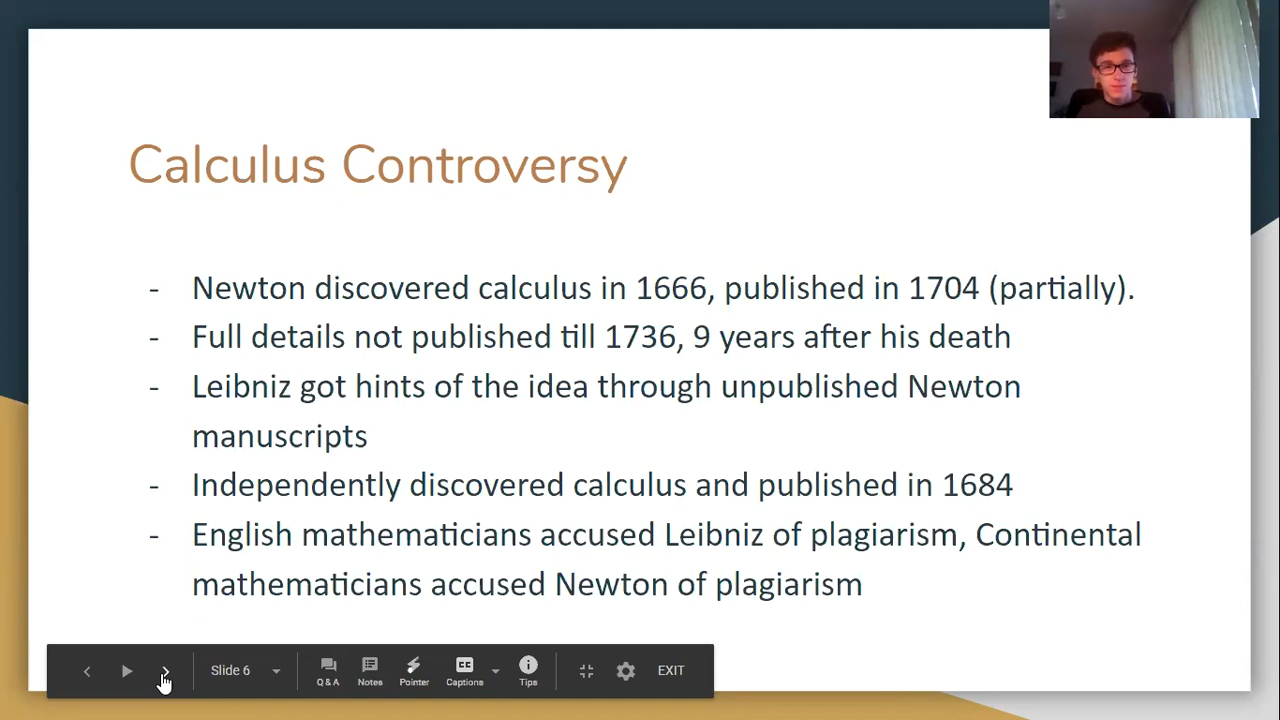 Calculus Controversy
- Newton discovered calculus in 1666, published in 1704 (partially).
- Full details not published till 1736, 9 years after his death
- Leibniz got hints of the idea through unpublished Newton
manuscripts
- Independently discovered calculus and published in 1684
- English mathematicians accused Leibniz of plagiarism, Continental
mathematicians accused Newton of plagiarism
Slide 6 Q & A Notes Pointer CC Captions Tips EXIT